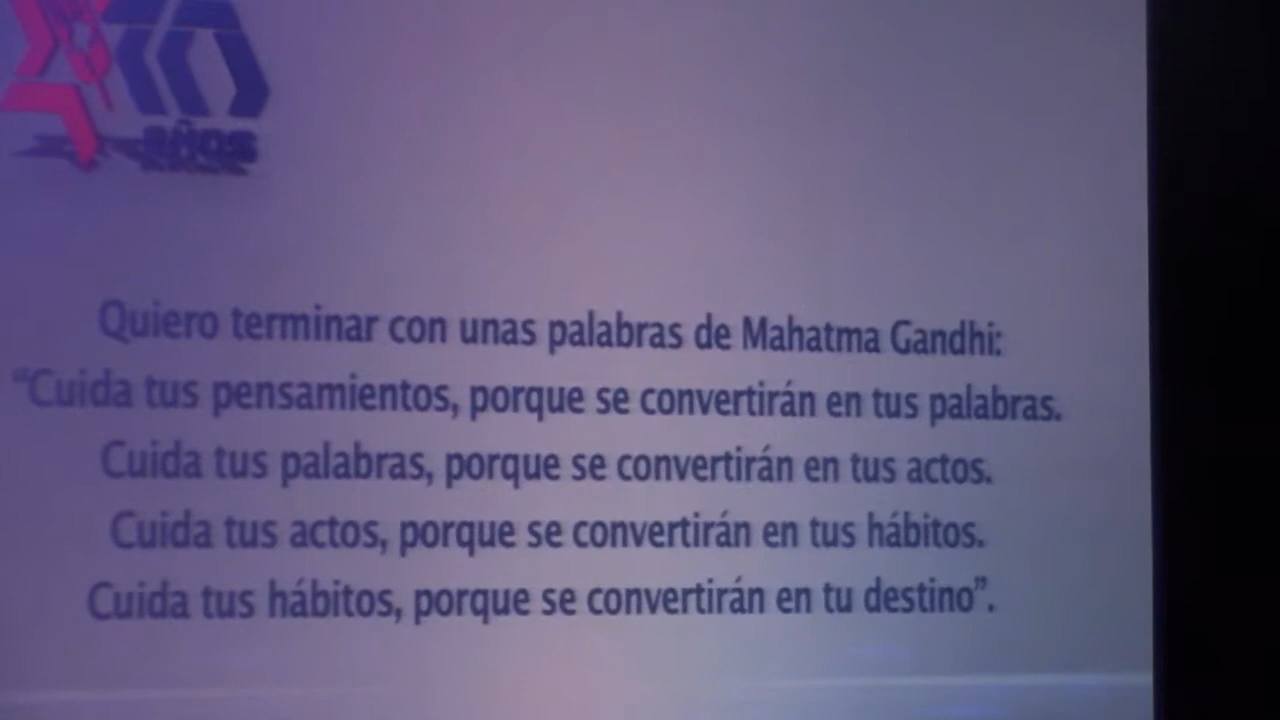 AÑOS
Quiero terminar con unas palabras de Mahatma Gandhi:
“Cuida tus pensamientos, porque se convertirán en tus palabras.
Cuida tus palabras, porque se convertirán en tus actos.
Cuida tus actos, porque se convertirán en tus hábitos.
Cuida tus hábitos, porque se convertirán en tu destino”.